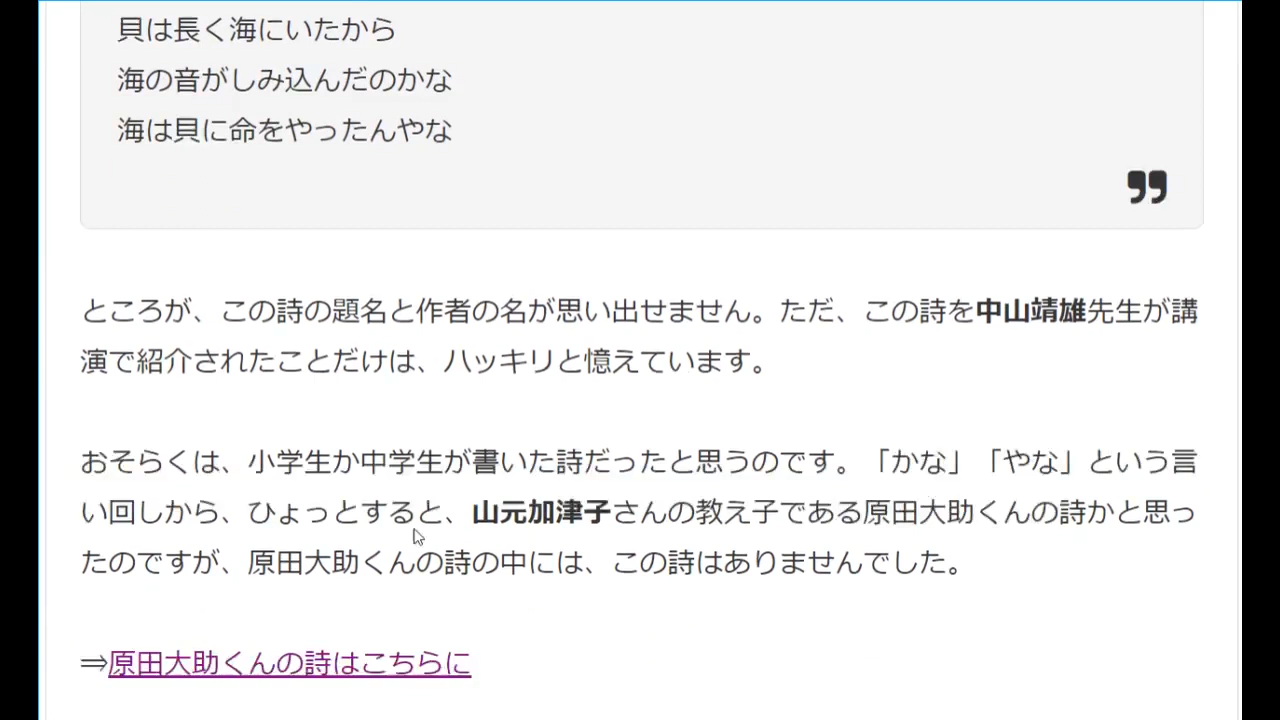 貝は長く海にいたから
海の音がしみ込んだのかな
海は貝に命をやったんやな
”
ところが、この詩の題名と作者の名が思い出せません。ただ、この詩を中山靖雄先生が講
演で紹介されたことだけは、ハッキリと憶えています。
おそらくは、小学生か中学生が書いた詩だったと思うのです。「かな」「やな」という言
い回しから、ひょっとすると、山元加津子さんの教え子である原田大助くんの詩かと思っ
たのですが、原田大助くんの詩の中には、この詩はありませんでした。
⇒原田大助くんの詩はこちらに